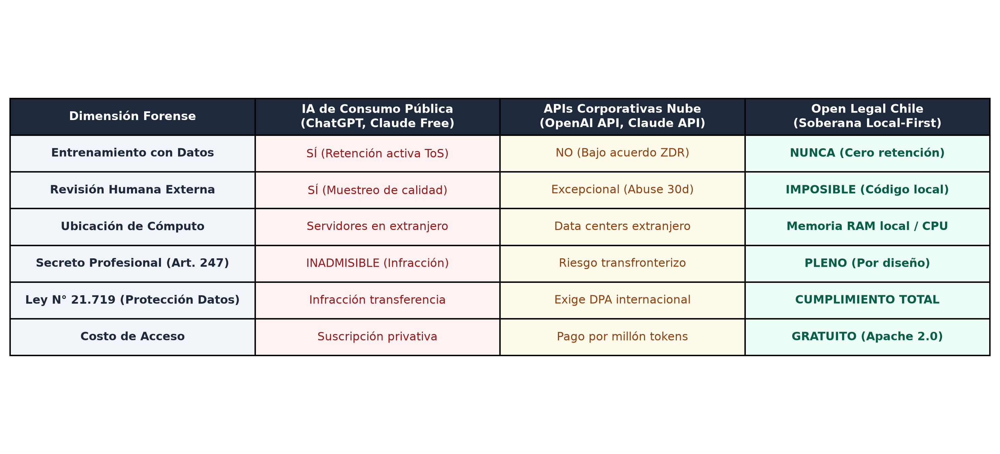 Dimensión Forense
IA de Consumo Pública
(ChatGPT, Claude Free)
APIs Corporativas Nube
(OpenAI API, Claude API)
Open Legal Chile
(Soberana Local-First)
Entrenamiento con Datos
SÍ (Retención activa ToS)
NO (Bajo acuerdo ZDR)
NUNCA (Cero retención)
Revisión Humana Externa
SÍ (Muestreo de calidad)
Excepcional (Abuse 30d)
IMPOSIBLE (Código local)
Ubicación de Cómputo
Servidores en extranjero
Data centers extranjero
Memoria RAM local / CPU
Secreto Profesional (Art. 247)
INADMISIBLE (Infracción)
Riesgo transfronterizo
PLENO (Por diseño)
Ley N° 21.719 (Protección Datos)
Infracción transferencia
Exige DPA internacional
CUMPLIMIENTO TOTAL
Costo de Acceso
Suscripción privativa
Pago por millón tokens
GRATUITO (Apache 2.0)